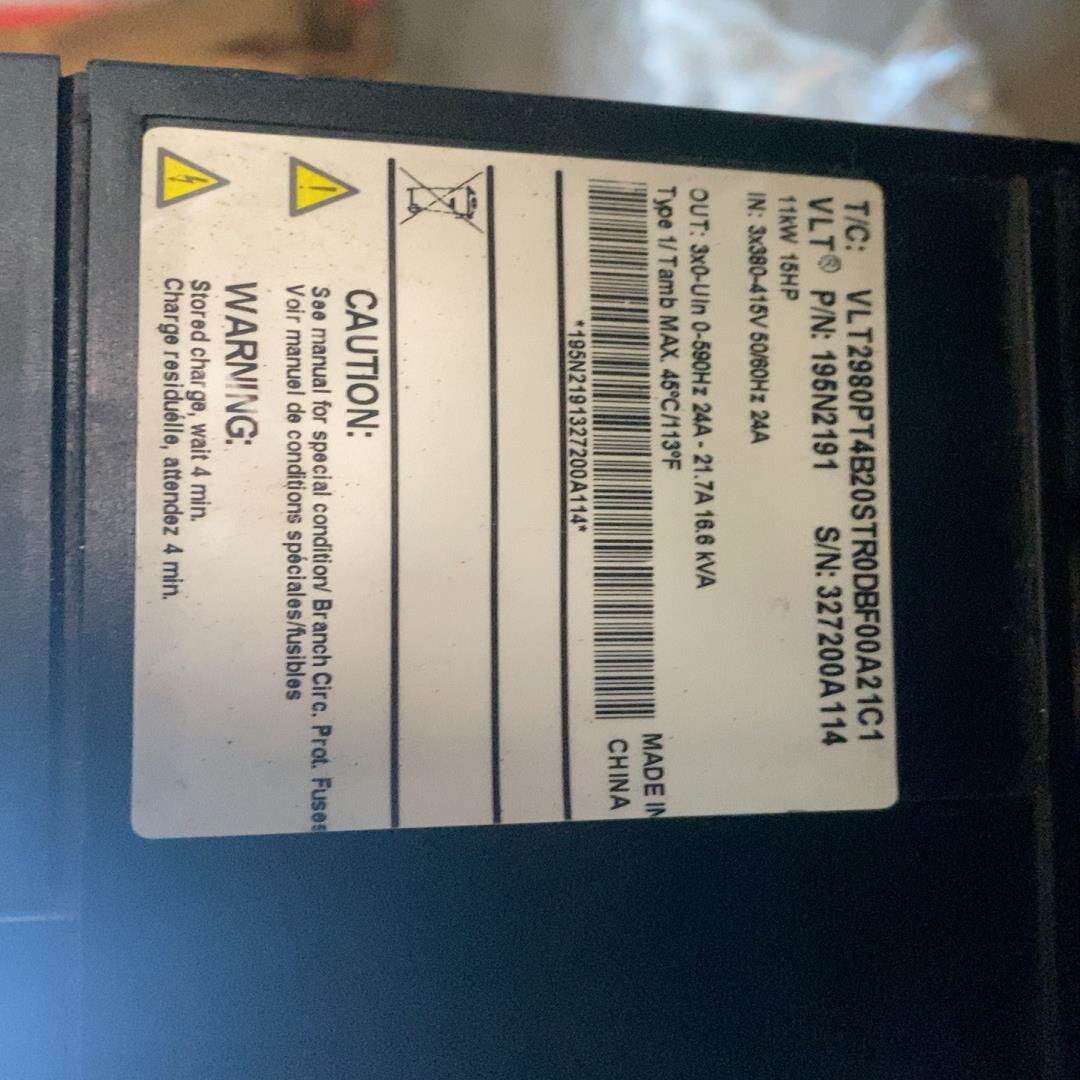 T/C: VLT2980PT4B20STR0DBF00A21C1
VLT® P/N: 195N2191 S/N: 327200A114
11kW 15HP
IN: 3x380-415V 50/60Hz 24A
OUT: 3x0-Uin 0-590Hz 24A - 21.7A 16.6 kVA
Type 1/ Tamb MAX. 45ºC/113ºF
*195N2191327200A114*
MADE IN
CHINA
CAUTION:
See manual for special condition/ Branch Circ. Prot. Fuses
Voir manuel de conditions spéciales/fusibles
WARNING:
Stored charge, wait 4 min.
Charge residuélle, attendez 4 min.